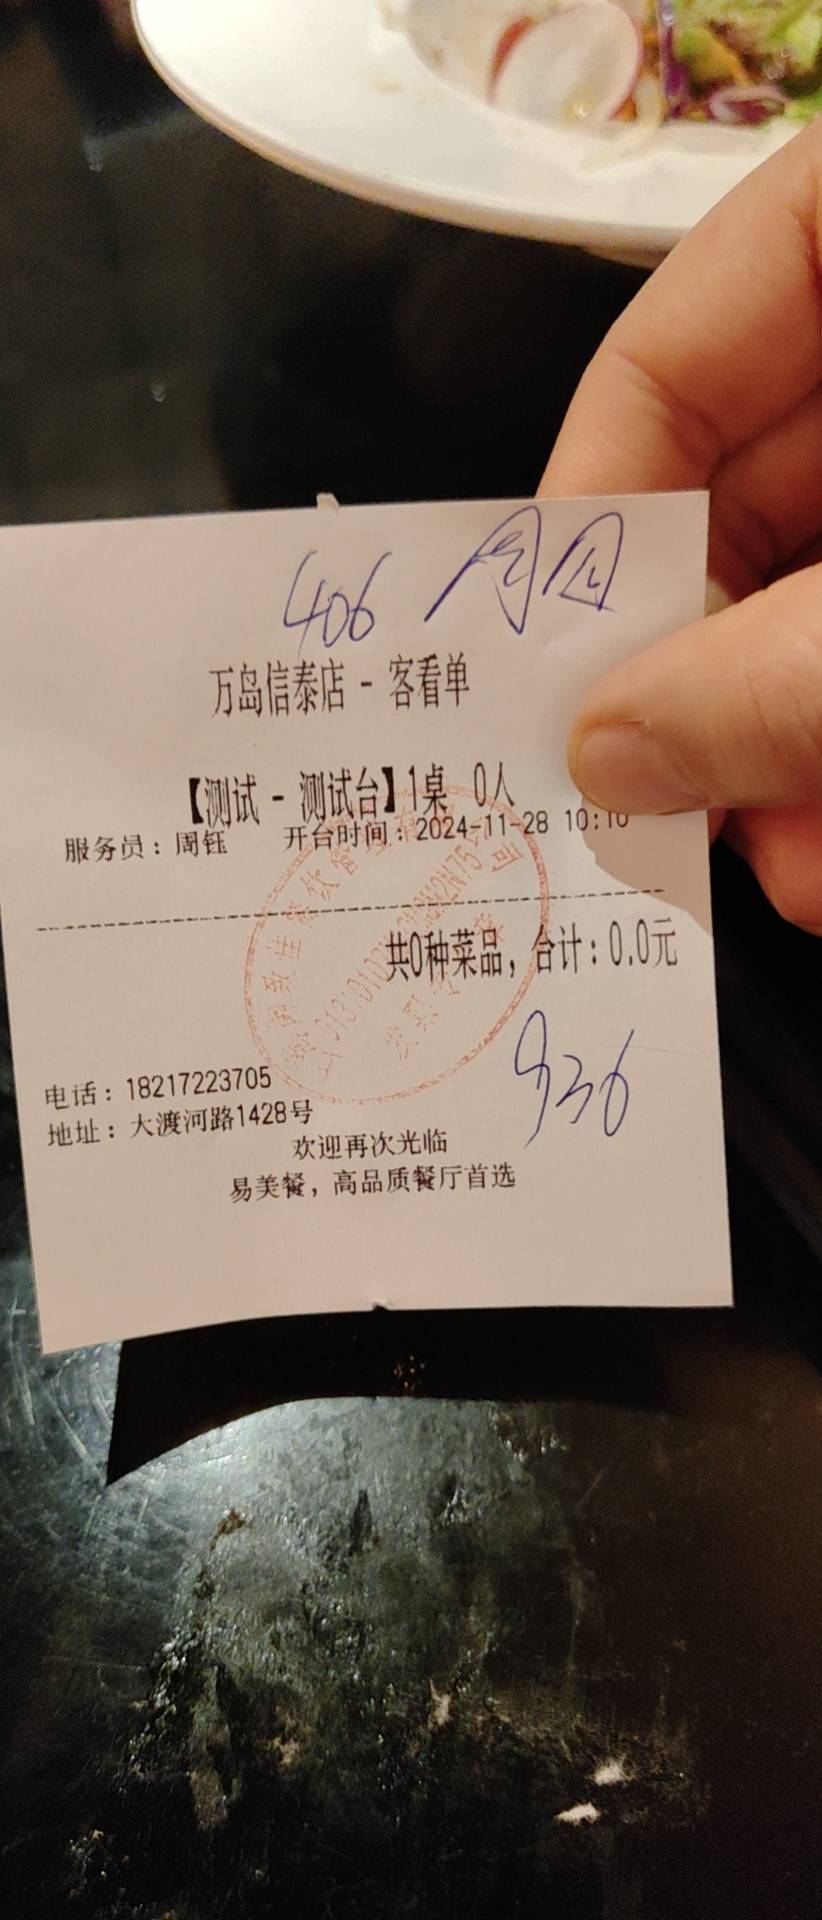 406
万岛信泰店 - 客看单
【测试 - 测试台】1桌 0人
服务员：周钰 开台时间：2024-11-28 10:10
共0种菜品，合计：0.0元
936
电话：18217223705
地址：大渡河路1428号
欢迎再次光临
易美餐，高品质餐厅首选